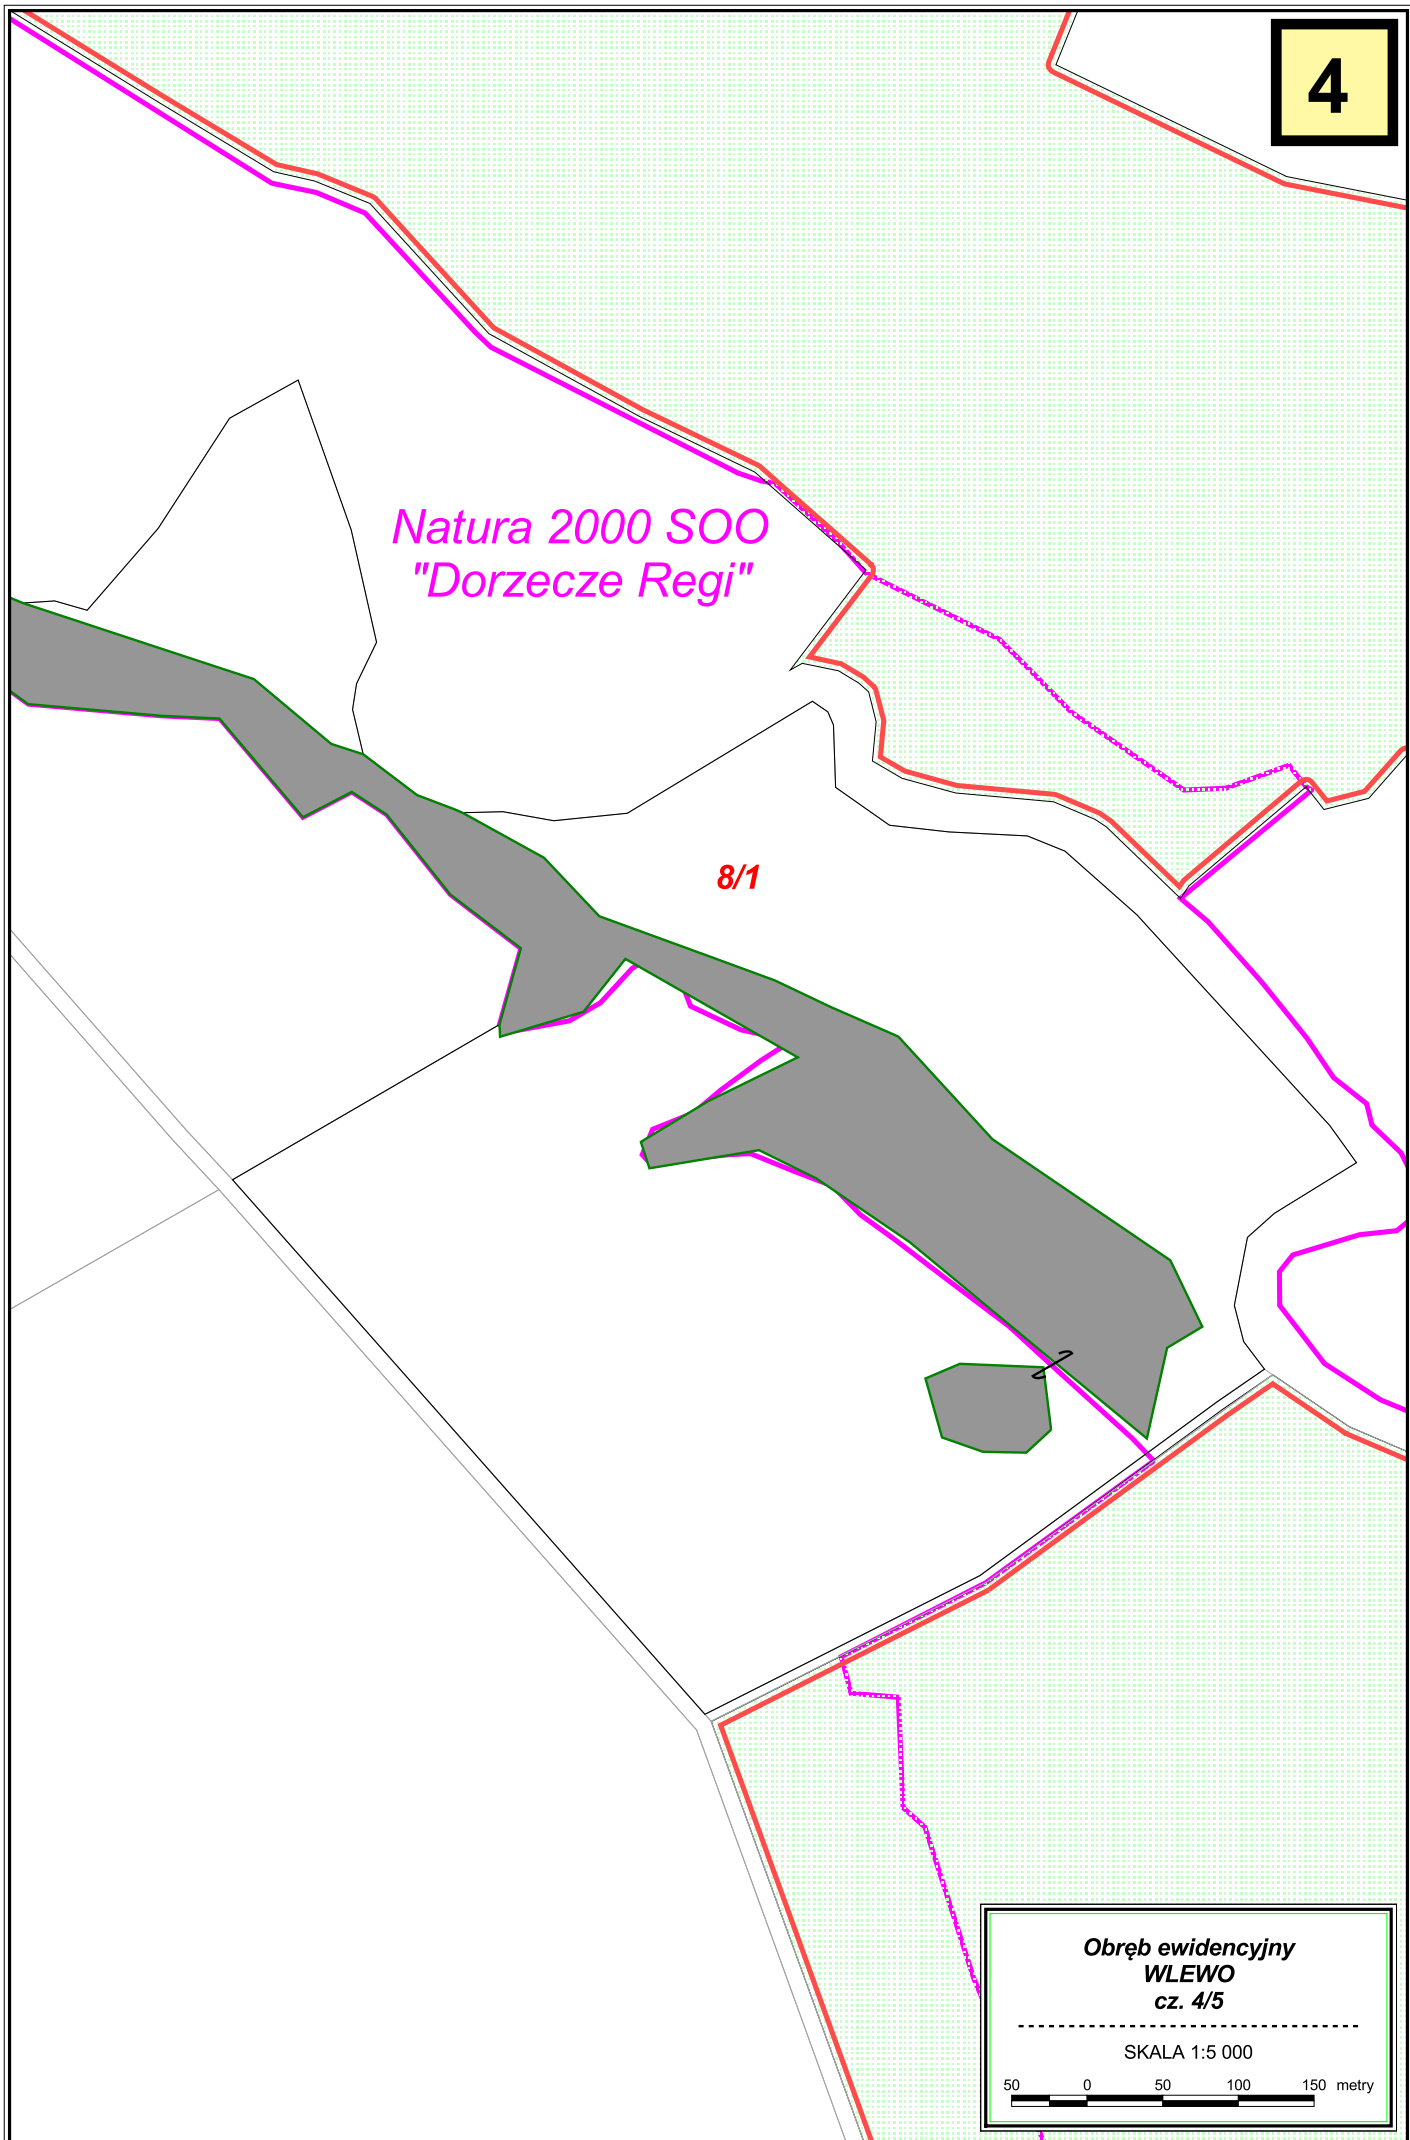 4
Natura 2000 SOO
"Dorzecze Regi"
8/1
Obręb ewidencyjny
WLEWO
cz. 4/5
SKALA 1:5 000
50 0 50 100 150 metry